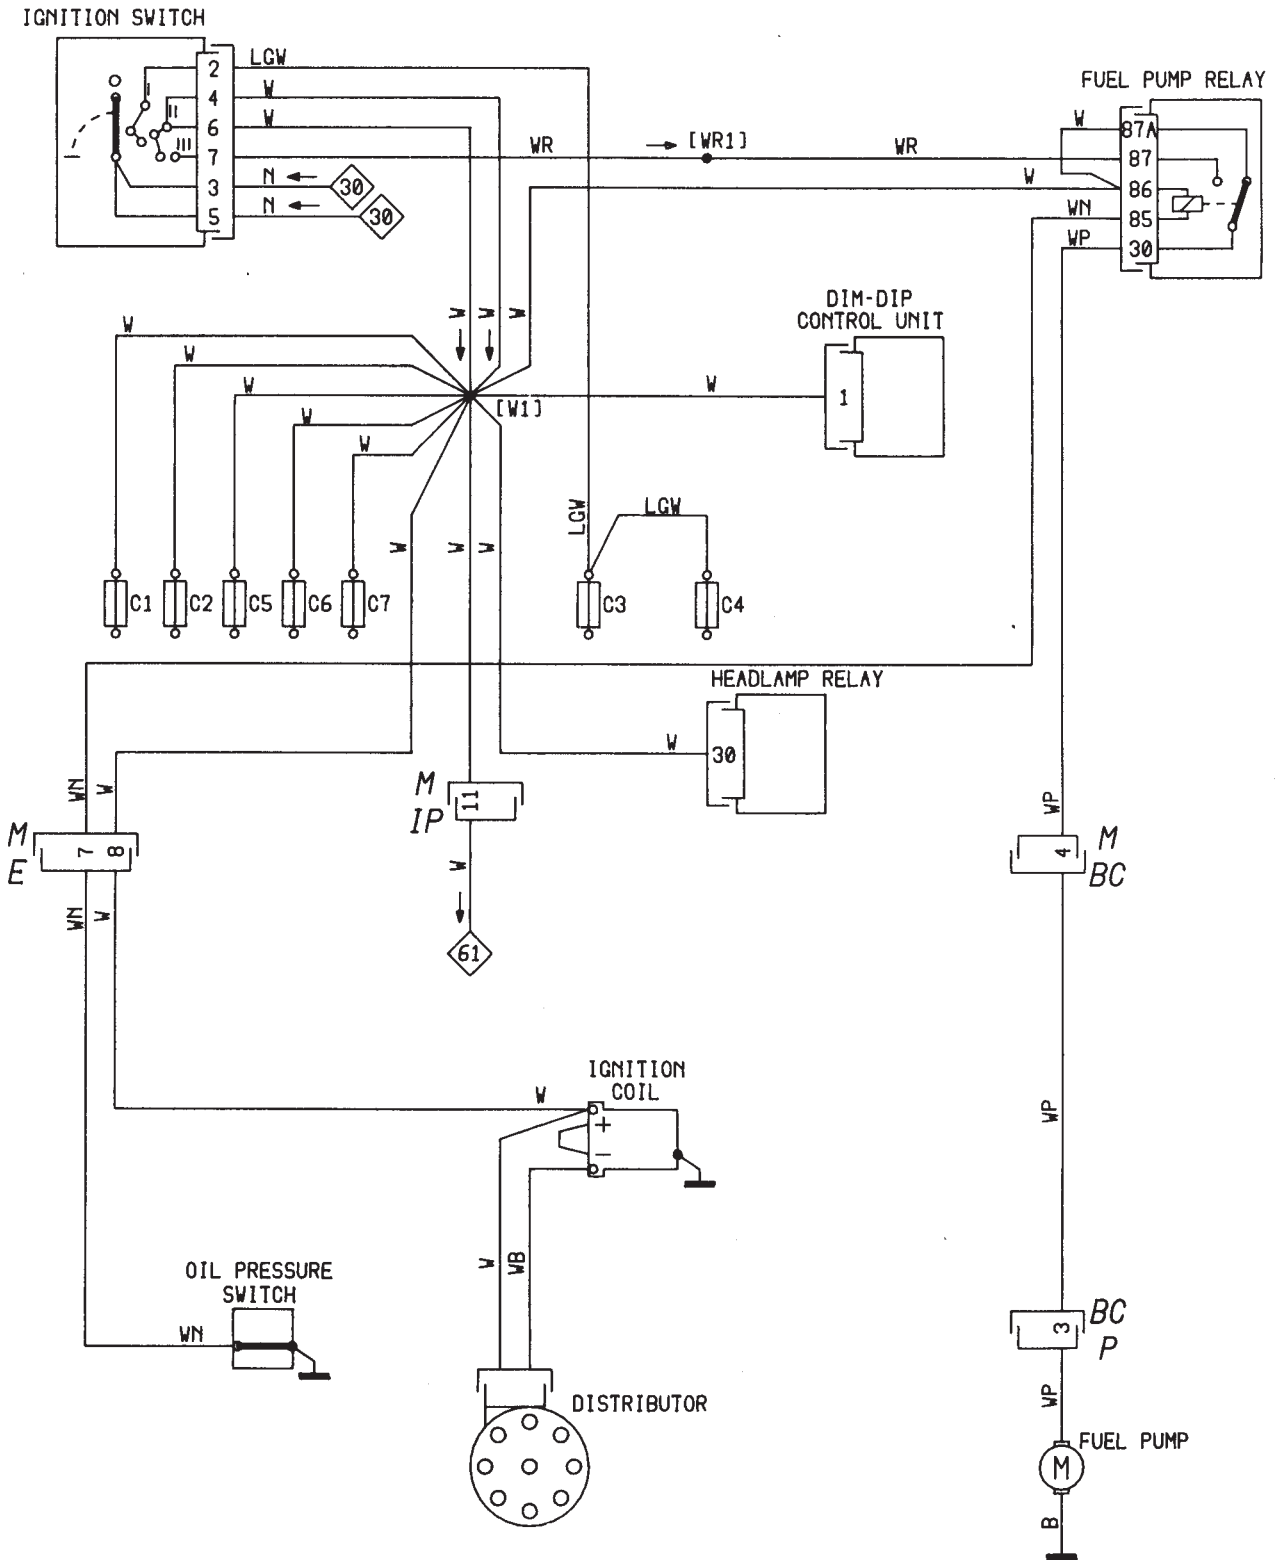 IGNITION SWITCH
FUEL PUMP RELAY
2
LGW
4
W
6
W
7
WR
[WR1]
WR
3
N
30
5
N
30
I
II
III
W
87A
87
W
86
WN
85
WP
30
W
W
W
DIM-DIP
CONTROL UNIT
W
W
W
W
W
W
1
[W1]
LGW
LGW
W
W
W
C1
C2
C5
C6
C7
C3
C4
HEADLAMP RELAY
W
30
WN
W
M
IP
11
WP
M
E
7
8
4
M
BC
WN
W
W
61
IGNITION
COIL
W
+
-
WP
W
WB
OIL PRESSURE
SWITCH
WN
DISTRIBUTOR
3
BC
P
WP
FUEL PUMP
M
B